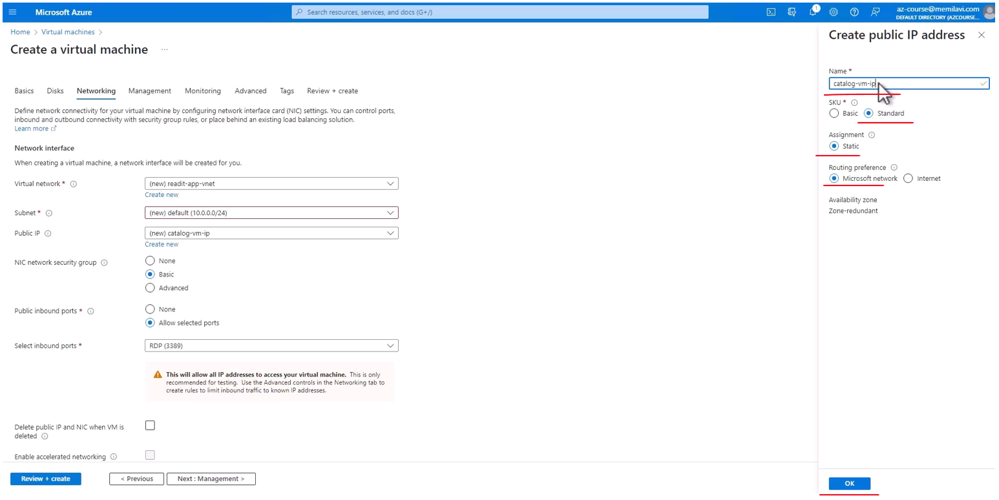 Microsoft Azure
Search resources, services, and docs (G+/)
1
az-course@memilavi.com
DEFAULT DIRECTORY (AZCOURSE...
Home > Virtual machines >
Create a virtual machine ...
Basics Disks Networking Management Monitoring Advanced Tags Review + create
Define network connectivity for your virtual machine by configuring network interface card (NIC) settings. You can control ports,
inbound and outbound connectivity with security group rules, or place behind an existing load balancing solution.
Learn more
Network interface
When creating a virtual machine, a network interface will be created for you.
Virtual network *
(new) readit-app-vnet
Create new
Subnet *
(new) default (10.0.0.0/24)
Public IP
(new) catalog-vm-ip
Create new
NIC network security group
None
Basic
Advanced
Public inbound ports *
None
Allow selected ports
Select inbound ports *
RDP (3389)
This will allow all IP addresses to access your virtual machine. This is only
recommended for testing. Use the Advanced controls in the Networking tab to
create rules to limit inbound traffic to known IP addresses.
Delete public IP and NIC when VM is
deleted
Enable accelerated networking
Review + create
< Previous
Next : Management >
Create public IP address
Name *
catalog-vm-ip
SKU *
Basic Standard
Assignment
Static
Routing preference
Microsoft network Internet
Availability zone
Zone-redundant
OK